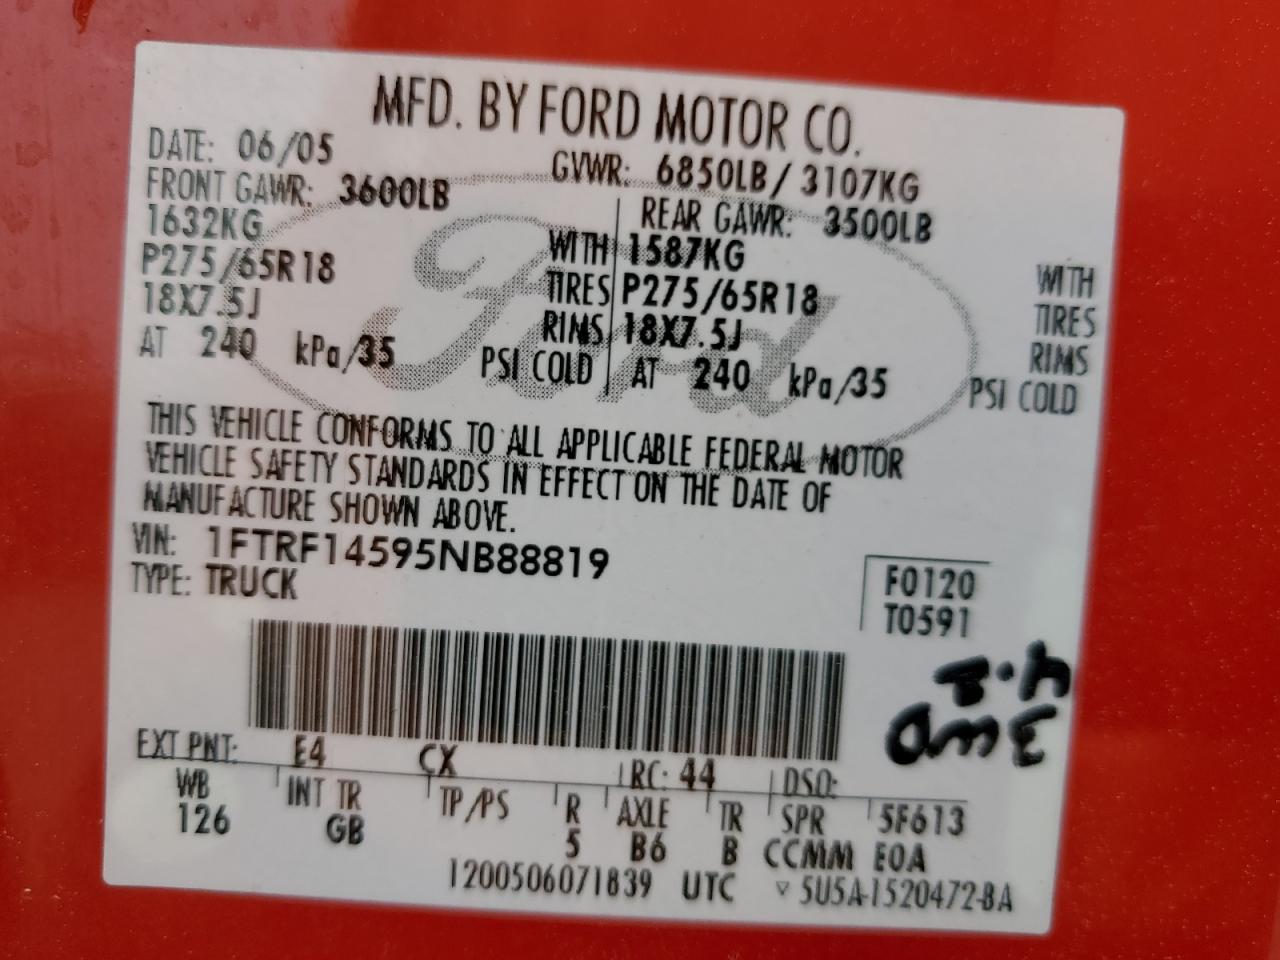 MFD. BY FORD MOTOR CO.
DATE: 06/05 GVWR: 6850LB / 3107KG
FRONT GAWR: 3600LB REAR GAWR: 3500LB
1632KG WITH 1587KG WITH
P275/65R18 TIRES P275/65R18 TIRES
18X7.5J RIMS 18X7.5J RIMS
AT 240 kPa/35 PSI COLD AT 240 kPa/35 PSI COLD
Ford
THIS VEHICLE CONFORMS TO ALL APPLICABLE FEDERAL MOTOR
VEHICLE SAFETY STANDARDS IN EFFECT ON THE DATE OF
MANUFACTURE SHOWN ABOVE.
VIN: 1FTRF14595NB88819
TYPE: TRUCK
F0120
T0591
4.2
3WD
EXT PNT: E4 CX RC: 44 DSO:
WB INT TR TP/PS R AXLE TR SPR 5F613
126 GB 5 B6 B CCMM E0A
1200506071839 UTC ▽ 5U5A-1520472-BA